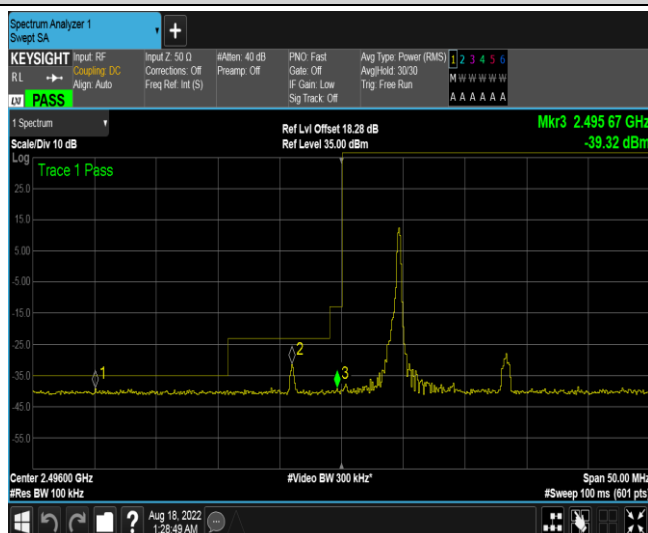 Spectrum Analyzer 1
Swept SA
KEYSIGHT
RL
LXI PASS
Input: RF
Coupling: DC
Align: Auto
Input Z: 50 Ω
Corrections: Off
Freq Ref: Int (S)
#Atten: 40 dB
Preamp: Off
PNO: Fast
Gate: Off
IF Gain: Low
Sig Track: Off
Avg Type: Power (RMS)
Avg|Hold: 30/30
Trig: Free Run
1 2 3 4 5 6
M W W W W W
A A A A A A
1 Spectrum
Scale/Div 10 dB
Ref Lvl Offset 18.28 dB
Ref Level 35.00 dBm
Mkr3 2.495 67 GHz
-39.32 dBm
Log
Trace 1 Pass
25.0
15.0
5.00
-5.00
-15.0
-25.0
-35.0
-45.0
-55.0
1
2
3
Center 2.49600 GHz
#Res BW 100 kHz
#Video BW 300 kHz*
Span 50.00 MHz
#Sweep 100 ms (601 pts)
?
Aug 18, 2022
1:28:49 AM